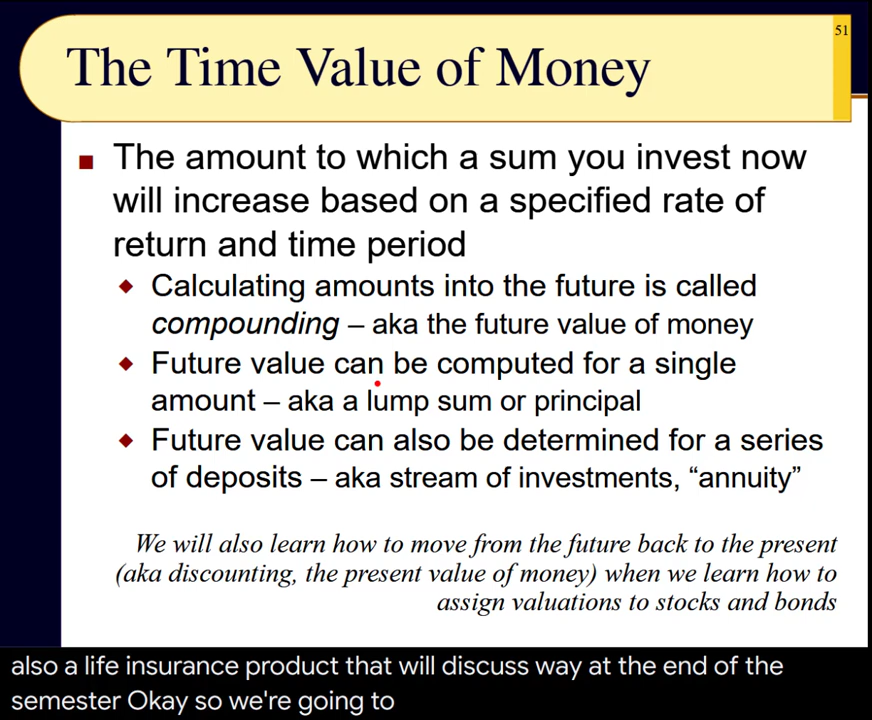 51
The Time Value of Money
The amount to which a sum you invest now
will increase based on a specified rate of
return and time period
Calculating amounts into the future is called
compounding – aka the future value of money
Future value can be computed for a single
amount – aka a lump sum or principal
Future value can also be determined for a series
of deposits – aka stream of investments, “annuity”
We will also learn how to move from the future back to the present
(aka discounting, the present value of money) when we learn how to
assign valuations to stocks and bonds
also a life insurance product that will discuss way at the end of the
semester Okay so we're going to